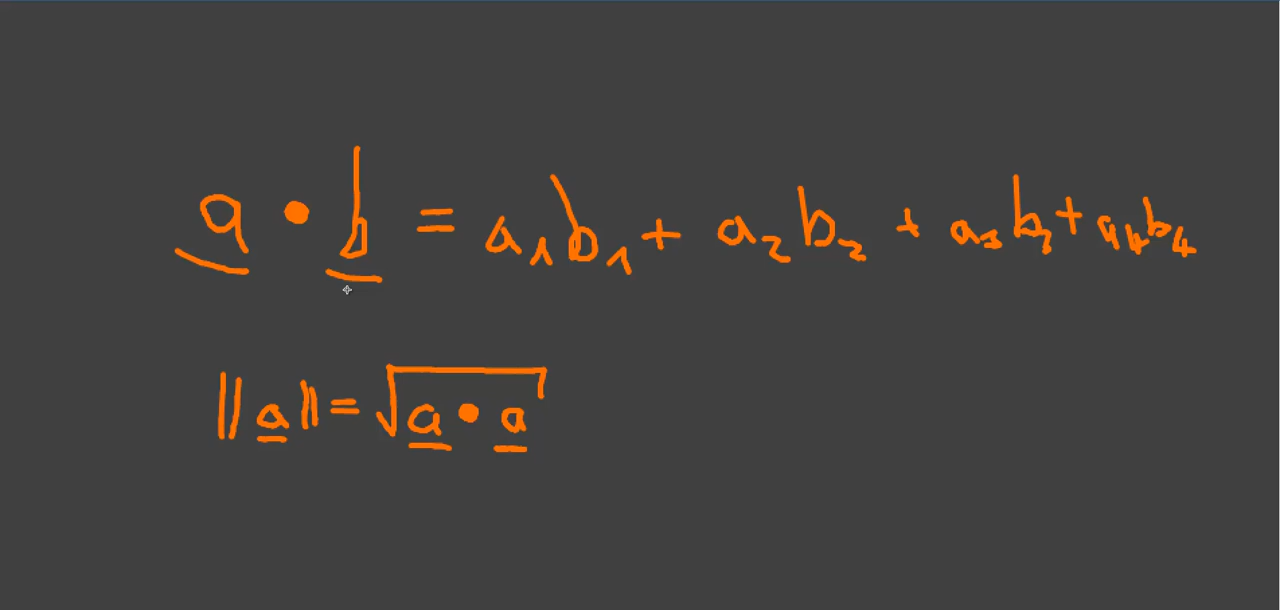 a • b = a₁b₁ + a₂b₂ + a₃b₃ + a₄b₄
||a|| = √a • a